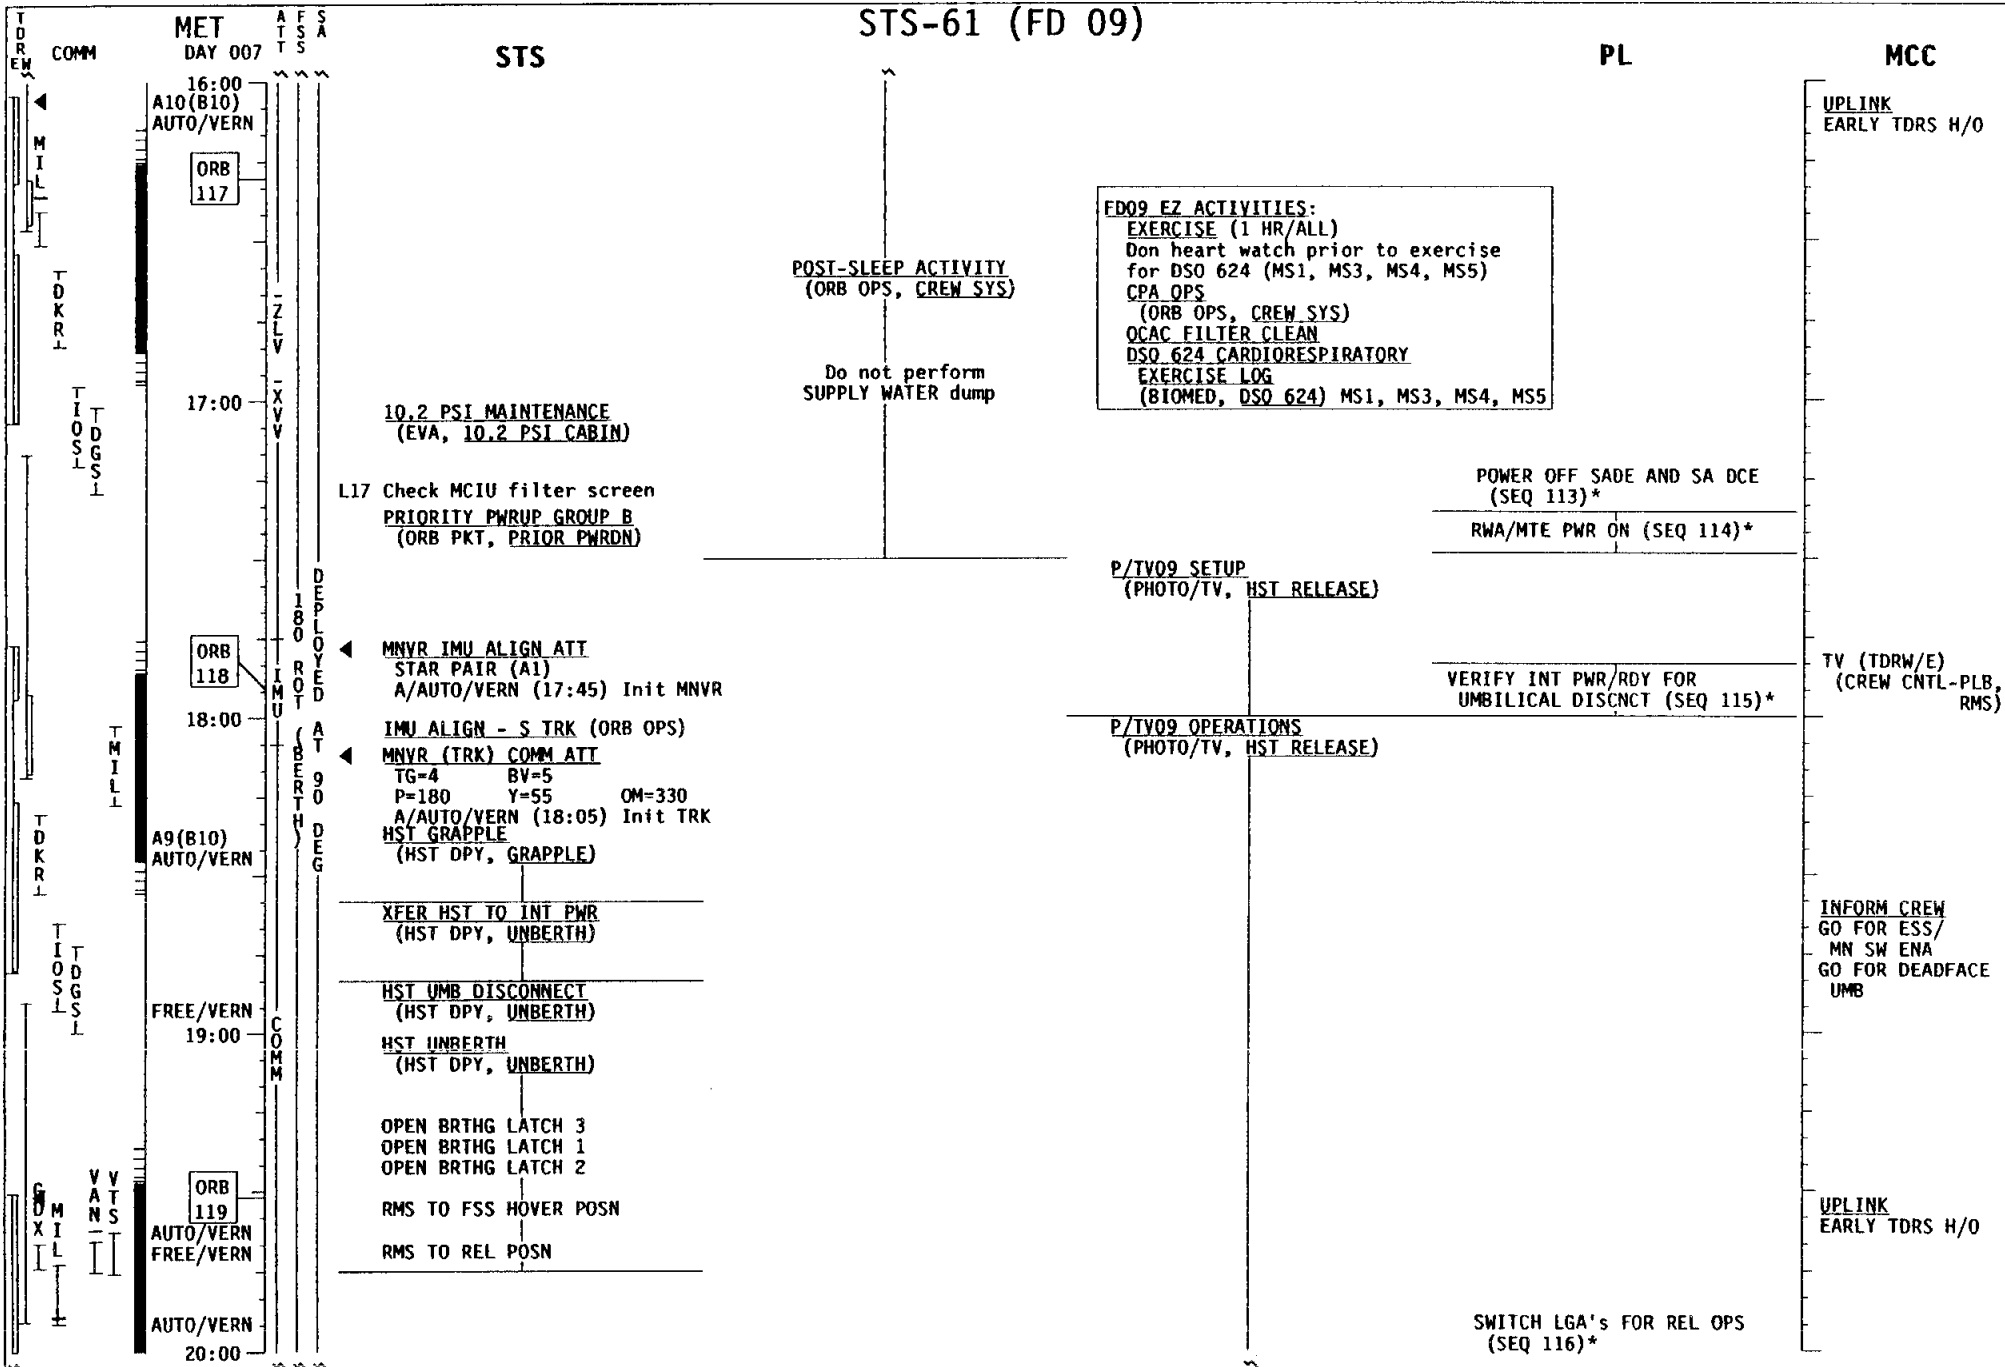 STS-61 (FD 09)
TDRE
W
COMM
MET
DAY 007
ATT
FSS
SA
STS
PL
MCC
16:00
A10(B10)
AUTO/VERN
ORB
117
17:00
ORB
118
18:00
A9(B10)
AUTO/VERN
FREE/VERN
19:00
ORB
119
AUTO/VERN
FREE/VERN
AUTO/VERN
20:00
MIL
TDKR
TIOS
TDGS
TMIL
TDKR
TIOS
TDGS
MIL
VAN
VTS
-ZLV
-XVV
IMU
COMM
180 ROT (BERTH)
DEPLOYED AT 90 DEG
10.2 PSI MAINTENANCE
(EVA, 10.2 PSI CABIN)
L17 Check MCIU filter screen
PRIORITY PWRUP GROUP B
(ORB PKT, PRIOR PWRDN)
MNVR IMU ALIGN ATT
STAR PAIR (A1)
A/AUTO/VERN (17:45) Init MNVR
IMU ALIGN - S TRK (ORB OPS)
MNVR (TRK) COMM ATT
TG=4 BV=5
P=180 Y=55 OM=330
A/AUTO/VERN (18:05) Init TRK
HST GRAPPLE
(HST DPY, GRAPPLE)
XFER HST TO INT PWR
(HST DPY, UNBERTH)
HST UMB DISCONNECT
(HST DPY, UNBERTH)
HST UNBERTH
(HST DPY, UNBERTH)
OPEN BRTHG LATCH 3
OPEN BRTHG LATCH 1
OPEN BRTHG LATCH 2
RMS TO FSS HOVER POSN
RMS TO REL POSN
POST-SLEEP ACTIVITY
(ORB OPS, CREW SYS)
Do not perform
SUPPLY WATER dump
FD09 EZ ACTIVITIES:
EXERCISE (1 HR/ALL)
Don heart watch prior to exercise
for DSO 624 (MS1, MS3, MS4, MS5)
CPA OPS
(ORB OPS, CREW SYS)
OCAC FILTER CLEAN
DSO 624 CARDIORESPIRATORY
EXERCISE LOG
(BIOMED, DSO 624) MS1, MS3, MS4, MS5
POWER OFF SADE AND SA DCE
(SEQ 113)*
RWA/MTE PWR ON (SEQ 114)*
P/TV09 SETUP
(PHOTO/TV, HST RELEASE)
VERIFY INT PWR/RDY FOR
UMBILICAL DISCNCT (SEQ 115)*
P/TV09 OPERATIONS
(PHOTO/TV, HST RELEASE)
SWITCH LGA's FOR REL OPS
(SEQ 116)*
UPLINK
EARLY TDRS H/O
TV (TDRW/E)
(CREW CNTL-PLB,
RMS)
INFORM CREW
GO FOR ESS/
MN SW ENA
GO FOR DEADFACE
UMB
UPLINK
EARLY TDRS H/O